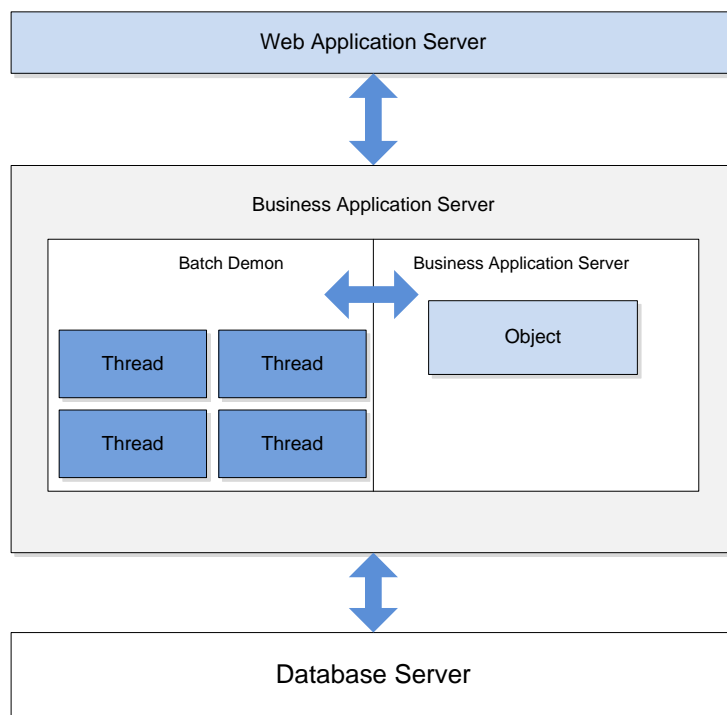 Web Application Server
Business Application Server
Batch Demon
Business Application Server
Object
Thread
Thread
Thread
Thread
Database Server